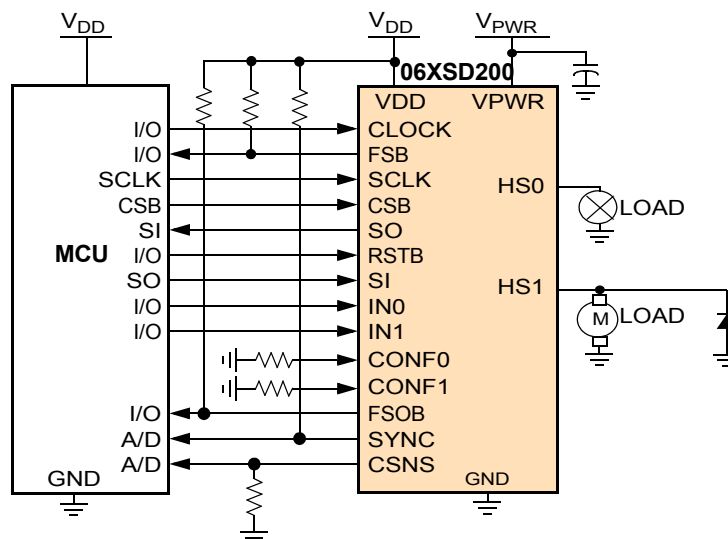 VDD VDD VPWR
06XSD200
VDD VPWR
I/O CLOCK
I/O FSB
SCLK SCLK
CSB CSB
HS0 LOAD
SI SO
MCU
I/O RSTB
SO SI
HS1
I/O IN0
M LOAD
I/O IN1
CONF0
CONF1
I/O FSOB
A/D SYNC
A/D CSNS
GND GND